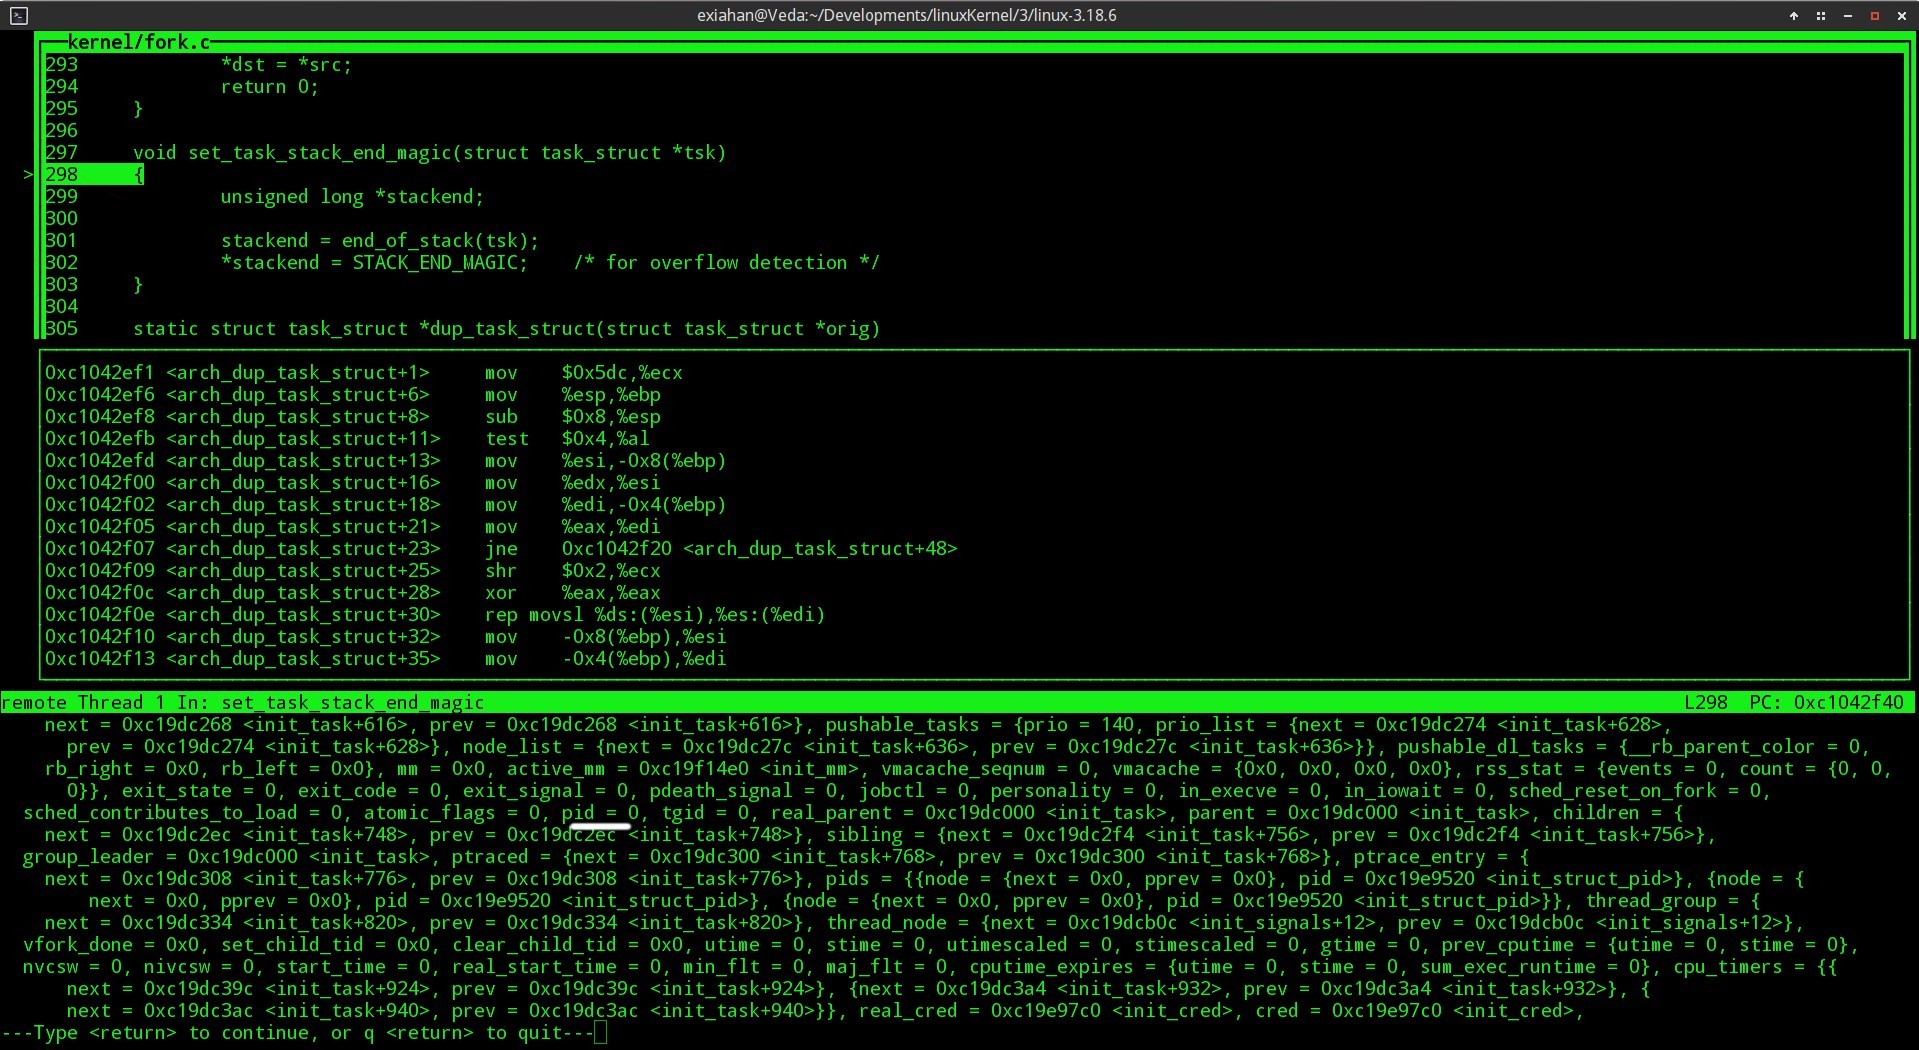 exiahan@Veda:~/Developments/linuxKernel/3/linux-3.18.6
kernel/fork.c
293 *dst = *src;
294 return 0;
295 }
296
297 void set_task_stack_end_magic(struct task_struct *tsk)
> 298 {
299 unsigned long *stackend;
300
301 stackend = end_of_stack(tsk);
302 *stackend = STACK_END_MAGIC; /* for overflow detection */
303 }
304
305 static struct task_struct *dup_task_struct(struct task_struct *orig)
0xc1042ef1 <arch_dup_task_struct+1> mov $0x5dc,%ecx
0xc1042ef6 <arch_dup_task_struct+6> mov %esp,%ebp
0xc1042ef8 <arch_dup_task_struct+8> sub $0x8,%esp
0xc1042efb <arch_dup_task_struct+11> test $0x4,%al
0xc1042efd <arch_dup_task_struct+13> mov %esi,-0x8(%ebp)
0xc1042f00 <arch_dup_task_struct+16> mov %edx,%esi
0xc1042f02 <arch_dup_task_struct+18> mov %edi,-0x4(%ebp)
0xc1042f05 <arch_dup_task_struct+21> mov %eax,%edi
0xc1042f07 <arch_dup_task_struct+23> jne 0xc1042f20 <arch_dup_task_struct+48>
0xc1042f09 <arch_dup_task_struct+25> shr $0x2,%ecx
0xc1042f0c <arch_dup_task_struct+28> xor %eax,%eax
0xc1042f0e <arch_dup_task_struct+30> rep movsl %ds:(%esi),%es:(%edi)
0xc1042f10 <arch_dup_task_struct+32> mov -0x8(%ebp),%esi
0xc1042f13 <arch_dup_task_struct+35> mov -0x4(%ebp),%edi
remote Thread 1 In: set_task_stack_end_magic L298 PC: 0xc1042f40
next = 0xc19dc268 <init_task+616>, prev = 0xc19dc268 <init_task+616>}, pushable_tasks = {prio = 140, prio_list = {next = 0xc19dc274 <init_task+628>,
prev = 0xc19dc274 <init_task+628>}, node_list = {next = 0xc19dc27c <init_task+636>, prev = 0xc19dc27c <init_task+636>}}, pushable_dl_tasks = {__rb_parent_color = 0,
rb_right = 0x0, rb_left = 0x0}, mm = 0x0, active_mm = 0xc19f14e0 <init_mm>, vmacache_seqnum = 0, vmacache = {0x0, 0x0, 0x0, 0x0}, rss_stat = {events = 0, count = {0, 0,
0}}, exit_state = 0, exit_code = 0, exit_signal = 0, pdeath_signal = 0, jobctl = 0, personality = 0, in_execve = 0, in_iowait = 0, sched_reset_on_fork = 0,
sched_contributes_to_load = 0, atomic_flags = 0, pid = 0, tgid = 0, real_parent = 0xc19dc000 <init_task>, parent = 0xc19dc000 <init_task>, children = {
next = 0xc19dc2ec <init_task+748>, prev = 0xc19dc2ec <init_task+748>}, sibling = {next = 0xc19dc2f4 <init_task+756>, prev = 0xc19dc2f4 <init_task+756>},
group_leader = 0xc19dc000 <init_task>, ptraced = {next = 0xc19dc300 <init_task+768>, prev = 0xc19dc300 <init_task+768>}, ptrace_entry = {
next = 0xc19dc308 <init_task+776>, prev = 0xc19dc308 <init_task+776>}, pids = {{node = {next = 0x0, pprev = 0x0}, pid = 0xc19e9520 <init_struct_pid>}, {node = {
next = 0x0, pprev = 0x0}, pid = 0xc19e9520 <init_struct_pid>}, {node = {next = 0x0, pprev = 0x0}, pid = 0xc19e9520 <init_struct_pid>}}, thread_group = {
next = 0xc19dc334 <init_task+820>, prev = 0xc19dc334 <init_task+820>}, thread_node = {next = 0xc19dcb0c <init_signals+12>, prev = 0xc19dcb0c <init_signals+12>},
vfork_done = 0x0, set_child_tid = 0x0, clear_child_tid = 0x0, utime = 0, stime = 0, utimescaled = 0, stimescaled = 0, gtime = 0, prev_cputime = {utime = 0, stime = 0},
nvcsw = 0, nivcsw = 0, start_time = 0, real_start_time = 0, min_flt = 0, maj_flt = 0, cputime_expires = {utime = 0, stime = 0, sum_exec_runtime = 0}, cpu_timers = {{
next = 0xc19dc39c <init_task+924>, prev = 0xc19dc39c <init_task+924>}, {next = 0xc19dc3a4 <init_task+932>, prev = 0xc19dc3a4 <init_task+932>}, {
next = 0xc19dc3ac <init_task+940>, prev = 0xc19dc3ac <init_task+940>}}, real_cred = 0xc19e97c0 <init_cred>, cred = 0xc19e97c0 <init_cred>,
---Type <return> to continue, or q <return> to quit---